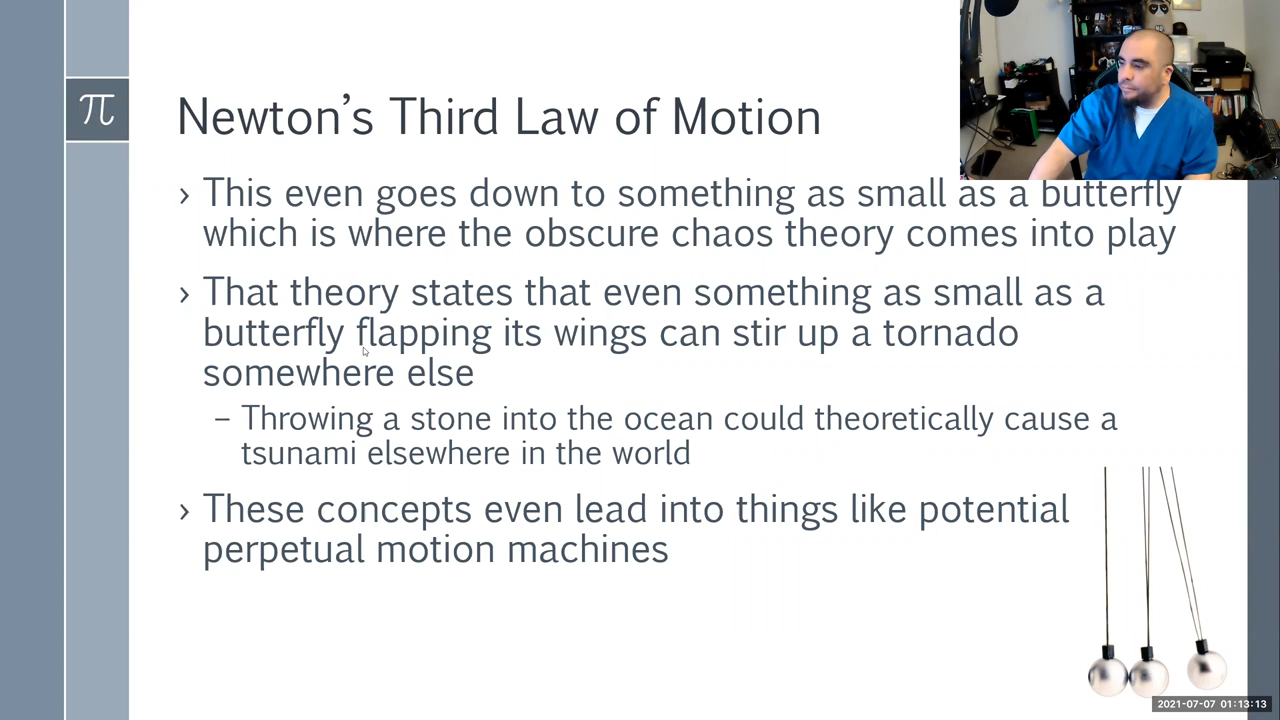 π
Newton's Third Law of Motion
› This even goes down to something as small as a butterfly
which is where the obscure chaos theory comes into play
› That theory states that even something as small as a
butterfly flapping its wings can stir up a tornado
somewhere else
– Throwing a stone into the ocean could theoretically cause a
tsunami elsewhere in the world
› These concepts even lead into things like potential
perpetual motion machines
2021-07-07 01:13:13